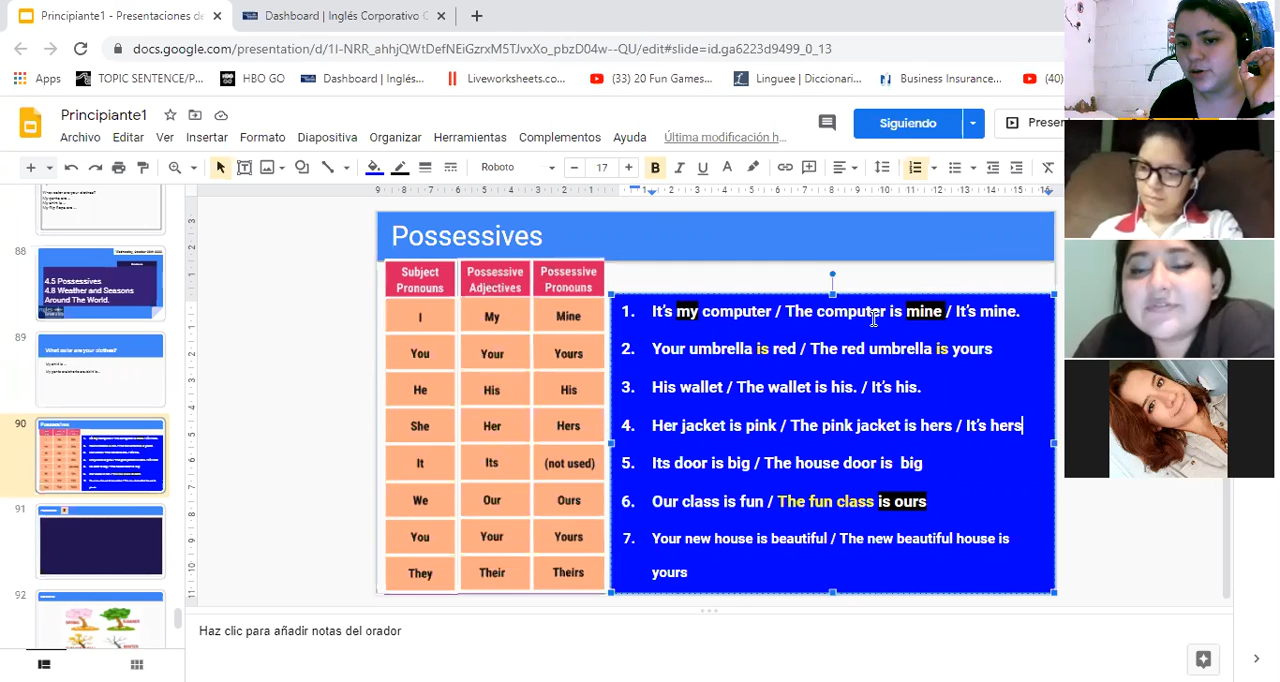 Principiante1 - Presentaciones de
Dashboard | Inglés Corporativo C
docs.google.com/presentation/d/1I-NRR_ahhjQWtDefNEiGzrxM5TJvxXo_pbzD04w--QU/edit#slide=id.ga6223d9499_0_13
Apps
TOPIC SENTENCE/P...
HBO GO
Dashboard | Inglés...
Liveworksheets.co...
(33) 20 Fun Games...
Linguee | Diccionari...
Business Insurance...
(40)
Principiante1
Archivo Editar Ver Insertar Formato Diapositiva Organizar Herramientas Complementos Ayuda Última modificación h...
Siguiendo
Presen
Roboto
17
88
4.5 Possessives
4.8 Weather and Seasons
Around The World.
89
What color are your clothes?
90
Possessives
91
92
Possessives
Subject Pronouns Possessive Adjectives Possessive Pronouns
I My Mine
You Your Yours
He His His
She Her Hers
It Its (not used)
We Our Ours
You Your Yours
They Their Theirs
1. It's my computer / The computer is mine / It's mine.
2. Your umbrella is red / The red umbrella is yours
3. His wallet / The wallet is his. / It's his.
4. Her jacket is pink / The pink jacket is hers / It's hers
5. Its door is big / The house door is big
6. Our class is fun / The fun class is ours
7. Your new house is beautiful / The new beautiful house is
yours
Haz clic para añadir notas del orador